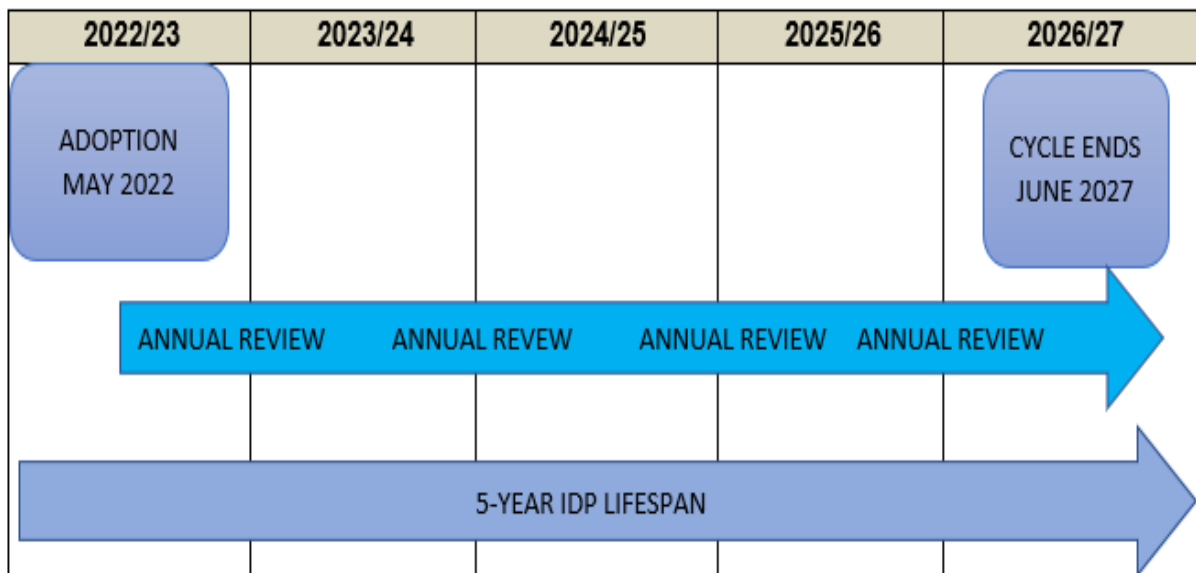 2022/23 2023/24 2024/25 2025/26 2026/27
ADOPTION
MAY 2022
CYCLE ENDS
JUNE 2027
ANNUAL REVIEW ANNUAL REVEW ANNUAL REVIEW ANNUAL REVIEW
5-YEAR IDP LIFESPAN